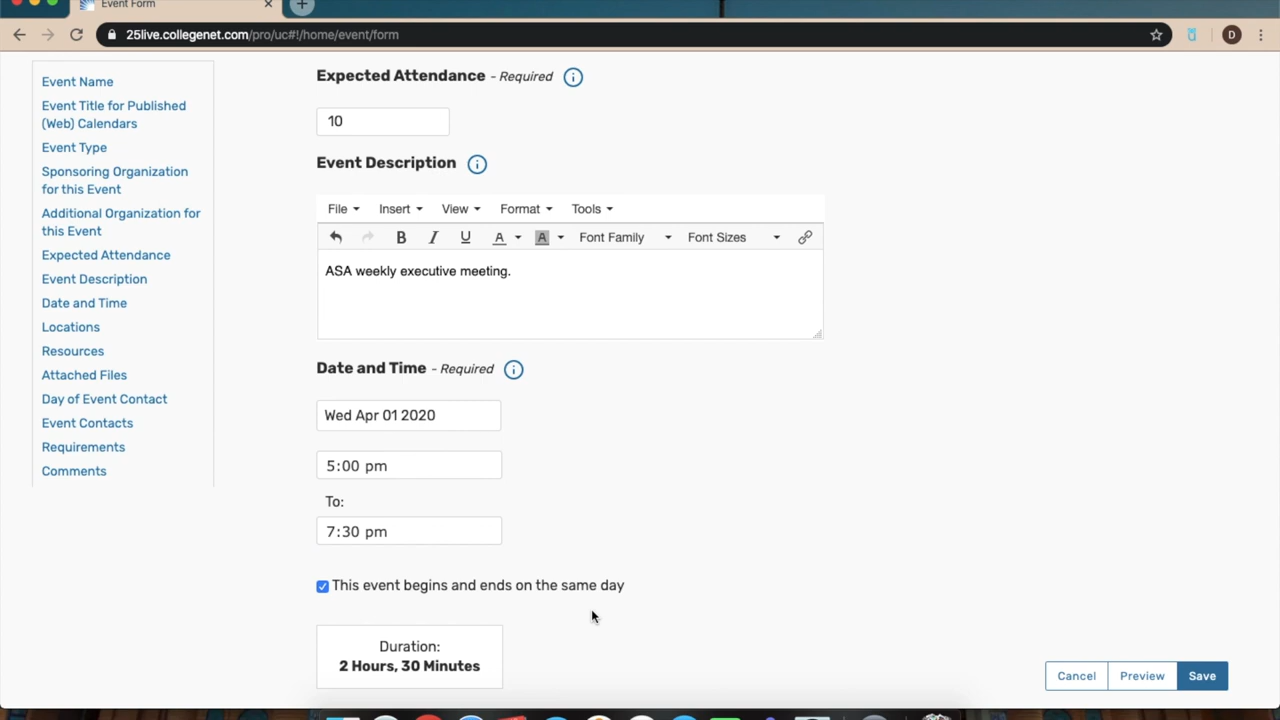 Event Form
25live.collegenet.com/pro/uc#!/home/event/form
D
Event Name
Event Title for Published
(Web) Calendars
Event Type
Sponsoring Organization
for this Event
Additional Organization for
this Event
Expected Attendance
Event Description
Date and Time
Locations
Resources
Attached Files
Day of Event Contact
Event Contacts
Requirements
Comments
Expected Attendance - Required
10
Event Description
File Insert View Format Tools
B I U A A Font Family Font Sizes
ASA weekly executive meeting.
Date and Time - Required
Wed Apr 01 2020
5:00 pm
To:
7:30 pm
This event begins and ends on the same day
Duration:
2 Hours, 30 Minutes
Cancel Preview Save